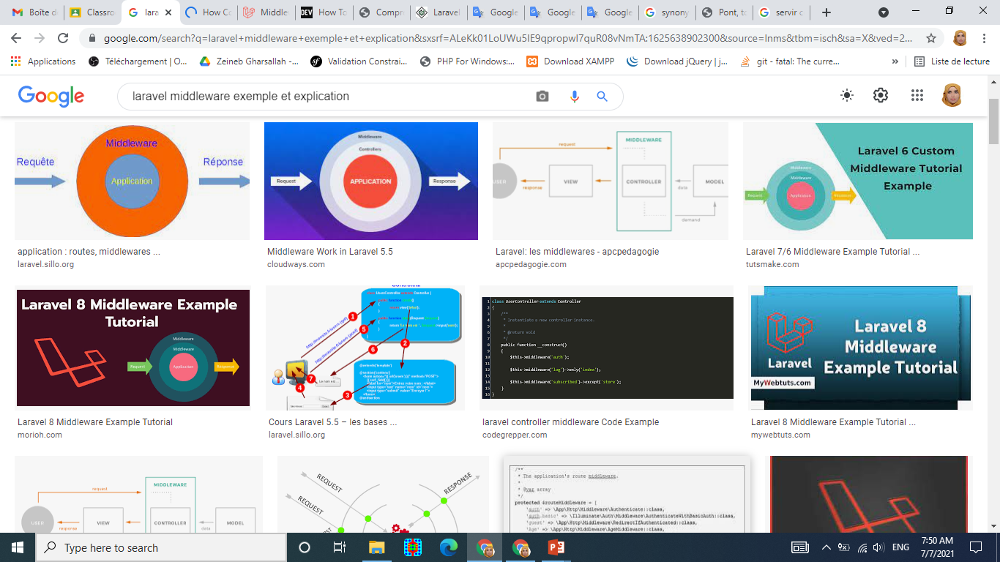 Boîte d
Classro
lara
How Co
Middle
How To
Compr
Laravel
Google
Google
Google
synony
Pont, to
servir c
google.com/search?q=laravel+middleware+exemple+et+explication&sxsrf=ALeKk01LoUWu5IE9qpropwI7quR08vNmTA:1625638902300&source=lnms&tbm=isch&sa=X&ved=2...
Applications
Téléchargement | O...
Zeineb Gharsallah -...
Validation Constrai...
PHP For Windows:...
Download XAMPP
Download jQuery | j...
git - fatal: The curre...
»
Liste de lecture
Google
laravel middleware exemple et explication
Middleware
Requête
Réponse
Application
Middleware
Controllers
Request
APPLICATION
Response
MIDDLEWARE
request
USER
VIEW
CONTROLLER
MODEL
response
data
demand
Laravel 6 Custom
Middleware Tutorial
Example
Middleware
Middleware
Request
Application
Response
application : routes, middlewares ...
laravel.sillo.org
Middleware Work in Laravel 5.5
cloudways.com
Laravel: les middlewares - apcpedagogie
apcpedagogie.com
Laravel 7/6 Middleware Example Tutorial ...
tutsmake.com
Laravel 8 Middleware Example
Tutorial
Middleware
Middleware
Request
Application
Response
1
5
6
2
7
4
3
1 class UserController extends Controller
2 {
3 /**
4 * Instantiate a new controller instance.
5 *
6 * @return void
7 */
8 public function __construct()
9 {
10 $this->middleware('auth');
11
12 $this->middleware('log')->only('index');
13
14 $this->middleware('subscribed')->except('store');
15 }
16 }
Laravel 8
Middleware
Example Tutorial
Laravel
MyWebtuts.com
Laravel 8 Middleware Example Tutorial
morioh.com
Cours Laravel 5.5 – les bases ...
laravel.sillo.org
laravel controller middleware Code Example
codegrepper.com
Laravel 8 Middleware Example Tutorial ...
mywebtuts.com
MIDDLEWARE
request
USER
VIEW
CONTROLLER
MODEL
response
data
REQUEST
REQUEST
RESPONSE
/**
* The application's route middleware.
*
* @var array
*/
protected $routeMiddleware = [
'auth' => \App\Http\Middleware\Authenticate::class,
'auth.basic' => \Illuminate\Auth\Middleware\AuthenticateWithBasicAuth::class,
'guest' => \App\Http\Middleware\RedirectIfAuthenticated::class,
'Age' => \App\Http\Middleware\AgeMiddleware::class,
Type here to search
ENG
7:50 AM
7/7/2021